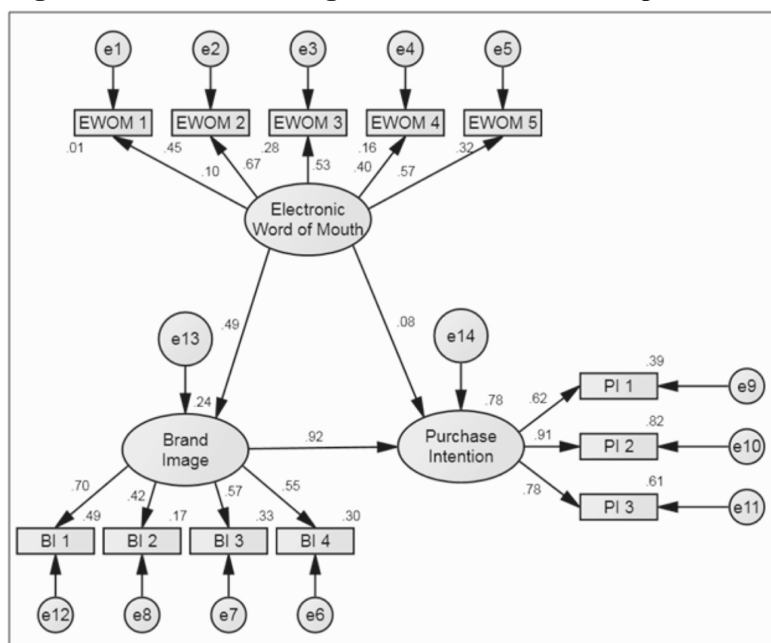 e1
e2
e3
e4
e5
EWOM 1
EWOM 2
EWOM 3
EWOM 4
EWOM 5
.01
.45
.28
.16
.32
.10
.67
.53
.40
.57
Electronic
Word of Mouth
.49
.08
e13
e14
.24
.78
Brand
Image
.92
Purchase
Intention
.62
.91
.78
.39
PI 1
e9
.82
PI 2
e10
.61
PI 3
e11
.70
.42
.57
.55
.49
.17
.33
.30
BI 1
BI 2
BI 3
BI 4
e12
e8
e7
e6